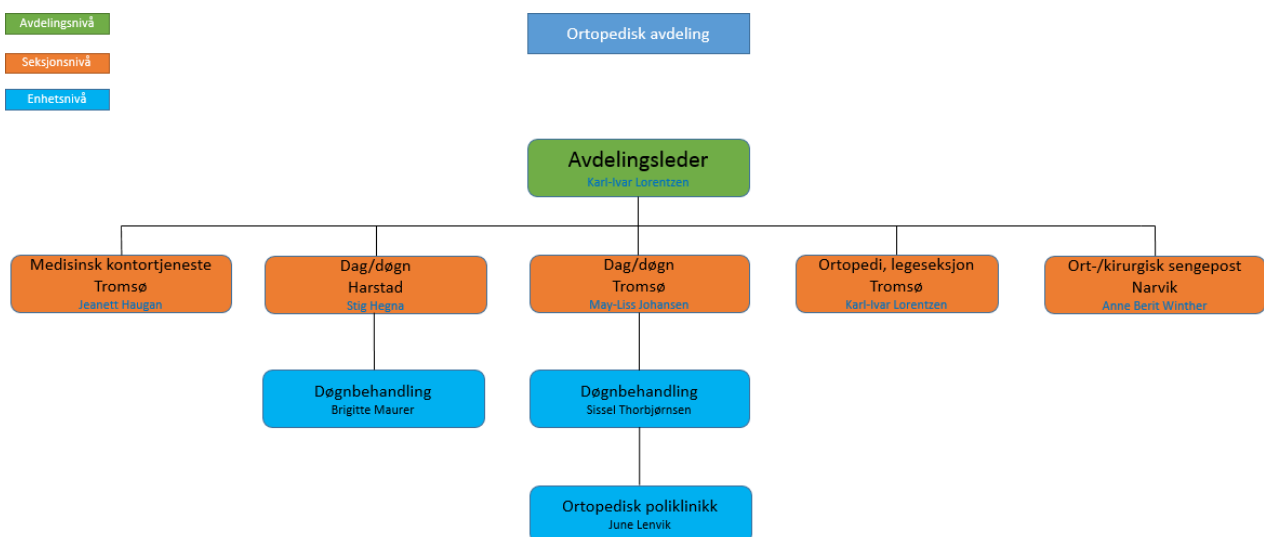 Avdelingsnivå
Ortopedisk avdeling
Seksjonsnivå
Enhetsnivå
Avdelingsleder
Karl-Ivar Lorentzen
Medisinsk kontortjeneste
Tromsø
Jeanett Haugan
Dag/døgn
Harstad
Stig Hegna
Dag/døgn
Tromsø
May-Liss Johansen
Ortopedi, legeseksjon
Tromsø
Karl-Ivar Lorentzen
Ort-/kirurgisk sengepost
Narvik
Anne Berit Winther
Døgnbehandling
Brigitte Maurer
Døgnbehandling
Sissel Thorbjørnsen
Ortopedisk poliklinikk
June Lenvik